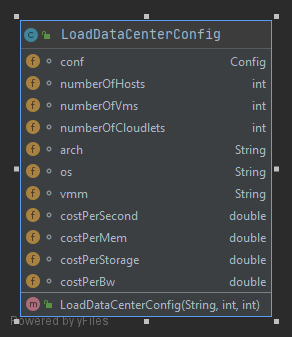 LoadDataCenterConfig
conf Config
numberOfHosts int
numberOfVms int
numberOfCloudlets int
arch String
os String
vmm String
costPerSecond double
costPerMem double
costPerStorage double
costPerBw double
LoadDataCenterConfig(String, int, int)
Powered by yFiles